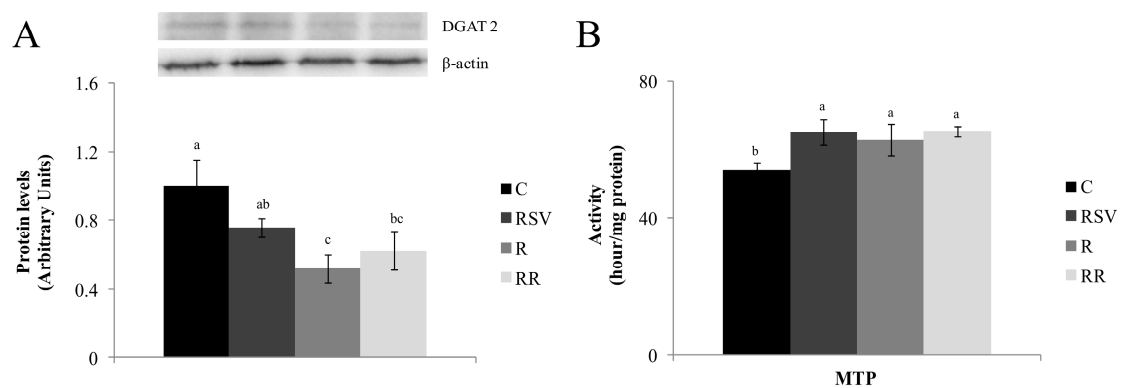 A
DGAT 2
β-actin
Protein levels
(Arbitrary Units)
1.6
1.2
0.8
0.4
0
a
ab
c
bc
C
RSV
R
RR
B
Activity
(hour/mg protein)
80
40
0
b
a
a
a
MTP
C
RSV
R
RR